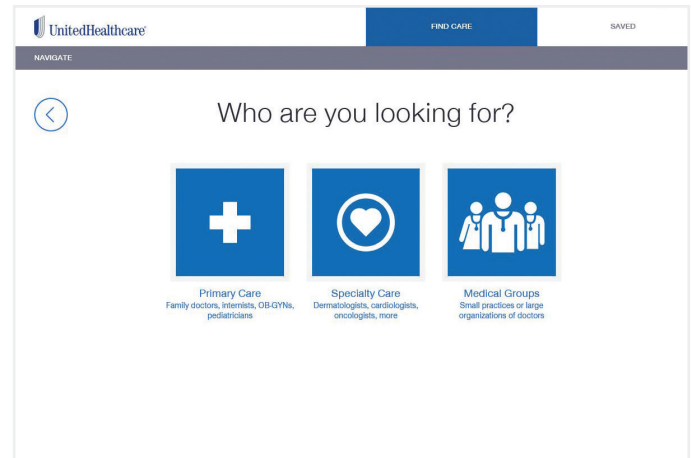 UnitedHealthcare
FIND CARE
SAVED
NAVIGATE
Who are you looking for?
Primary Care
Family doctors, internists, OB-GYNs,
pediatricians
Specialty Care
Dermatologists, cardiologists,
oncologists, more
Medical Groups
Small practices or large
organizations of doctors